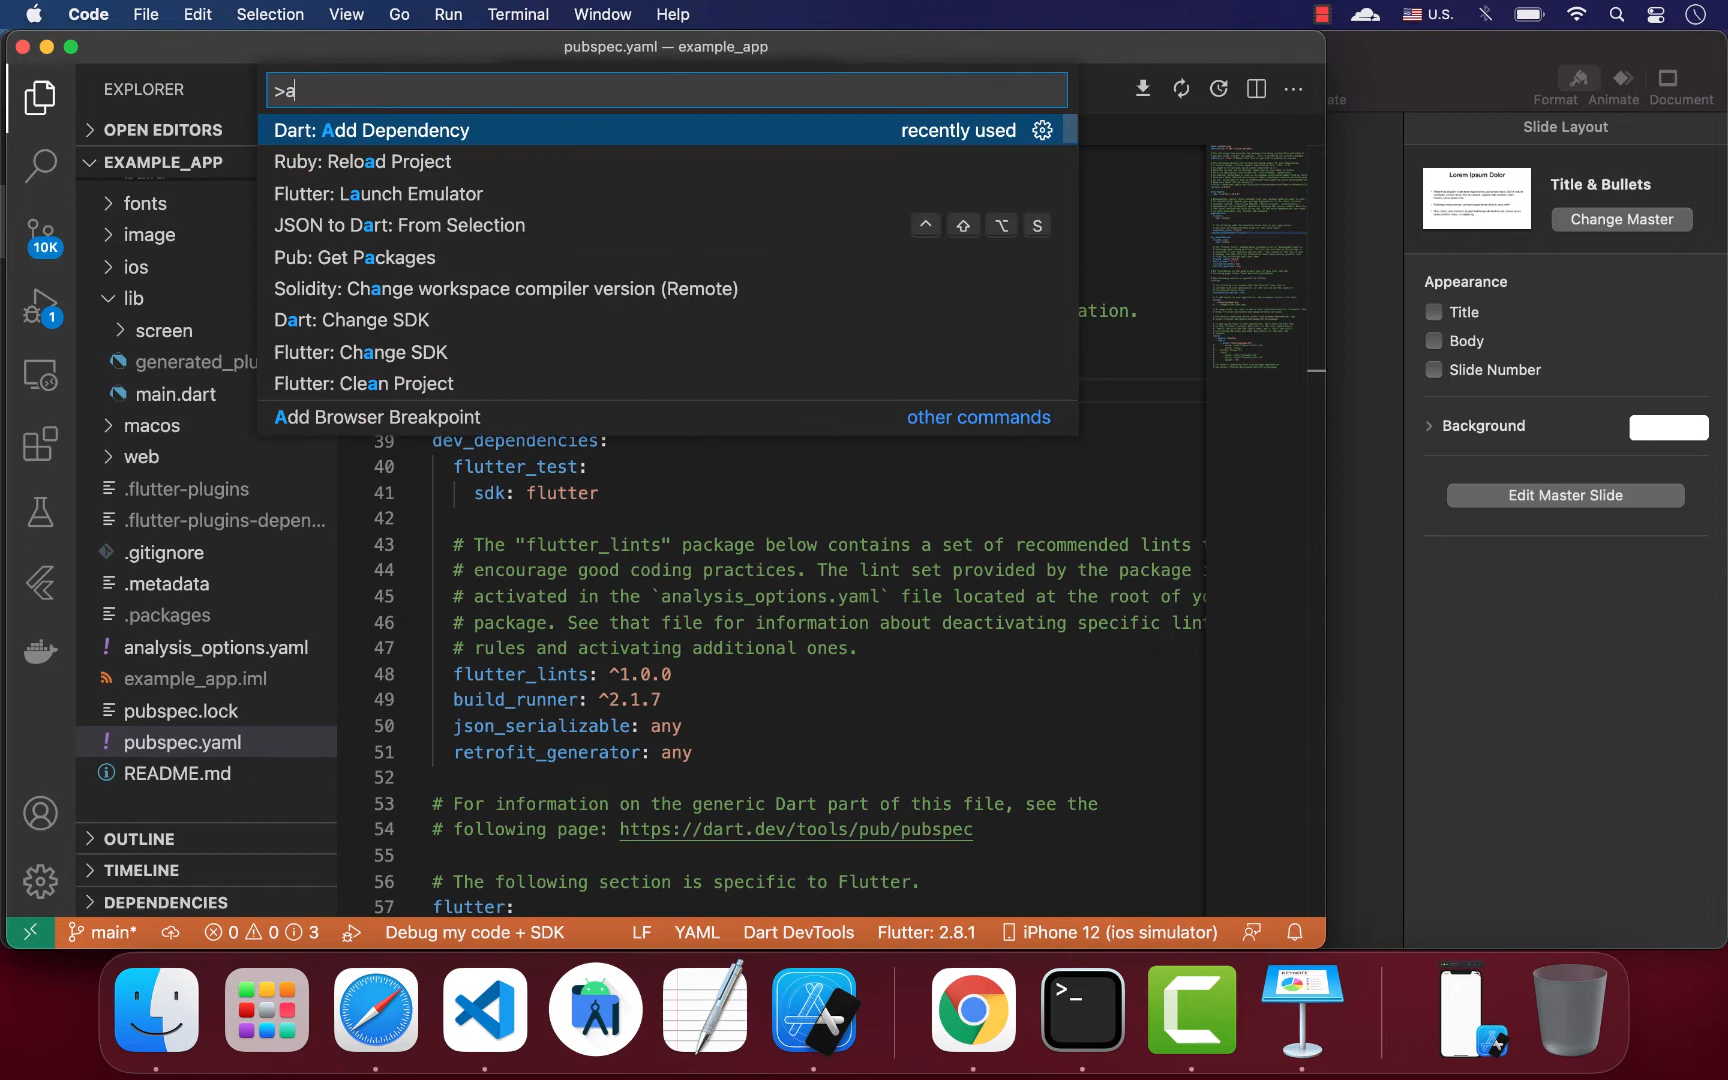 Code File Edit Selection View Go Run Terminal Window Help U.S.
pubspec.yaml — example_app
EXPLORER
>a
OPEN EDITORS
EXAMPLE_APP
fonts
image
ios
lib
screen
generated_plu
main.dart
macos
web
.flutter-plugins
.flutter-plugins-depen...
.gitignore
.metadata
.packages
analysis_options.yaml
example_app.iml
pubspec.lock
pubspec.yaml
README.md
OUTLINE
TIMELINE
DEPENDENCIES
10K
1
Dart: Add Dependency recently used
Ruby: Reload Project
Flutter: Launch Emulator
JSON to Dart: From Selection ^ ⇧ ⌥ S
Pub: Get Packages
Solidity: Change workspace compiler version (Remote)
Dart: Change SDK
Flutter: Change SDK
Flutter: Clean Project
Add Browser Breakpoint other commands
ation.
39 dev_dependencies:
40 flutter_test:
41 sdk: flutter
42
43 # The "flutter_lints" package below contains a set of recommended lints
44 # encourage good coding practices. The lint set provided by the package
45 # activated in the `analysis_options.yaml` file located at the root of yo
46 # package. See that file for information about deactivating specific lin
47 # rules and activating additional ones.
48 flutter_lints: ^1.0.0
49 build_runner: ^2.1.7
50 json_serializable: any
51 retrofit_generator: any
52
53 # For information on the generic Dart part of this file, see the
54 # following page: https://dart.dev/tools/pub/pubspec
55
56 # The following section is specific to Flutter.
57 flutter:
main* 0 0 3 Debug my code + SDK LF YAML Dart DevTools Flutter: 2.8.1 iPhone 12 (ios simulator)
ate Format Animate Document
Slide Layout
Lorem Ipsum Dolor
Title & Bullets
Change Master
Appearance
Title
Body
Slide Number
Background
Edit Master Slide
KEYNOTE
>_